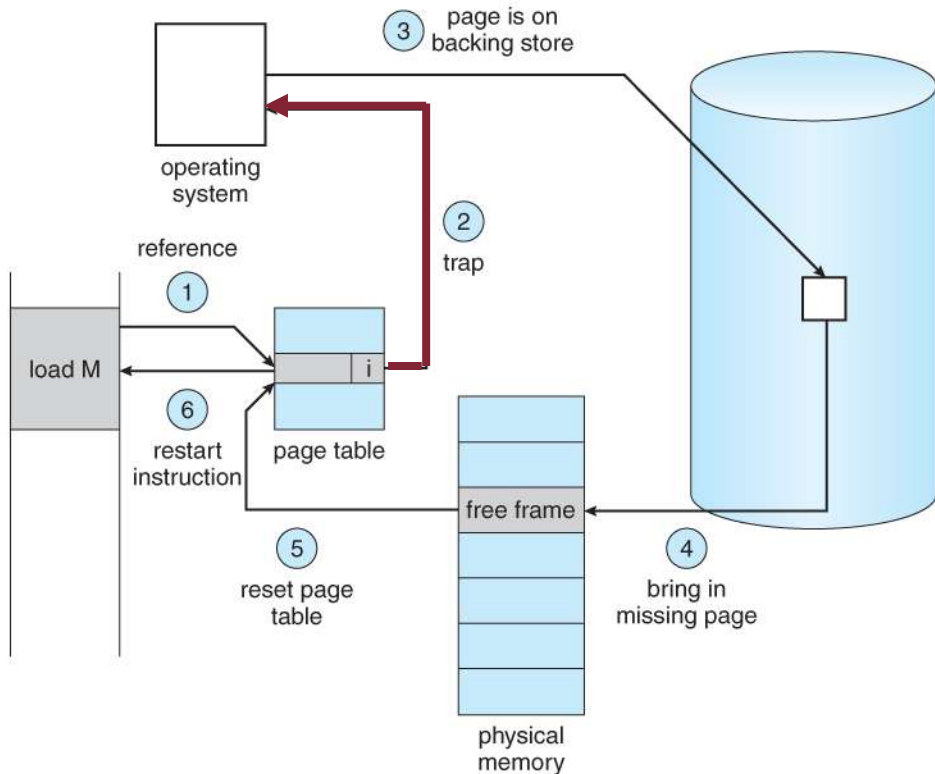 3
page is on
backing store
operating
system
2
trap
reference
1
load M
i
6
restart
instruction
page table
free frame
5
reset page
table
4
bring in
missing page
physical
memory